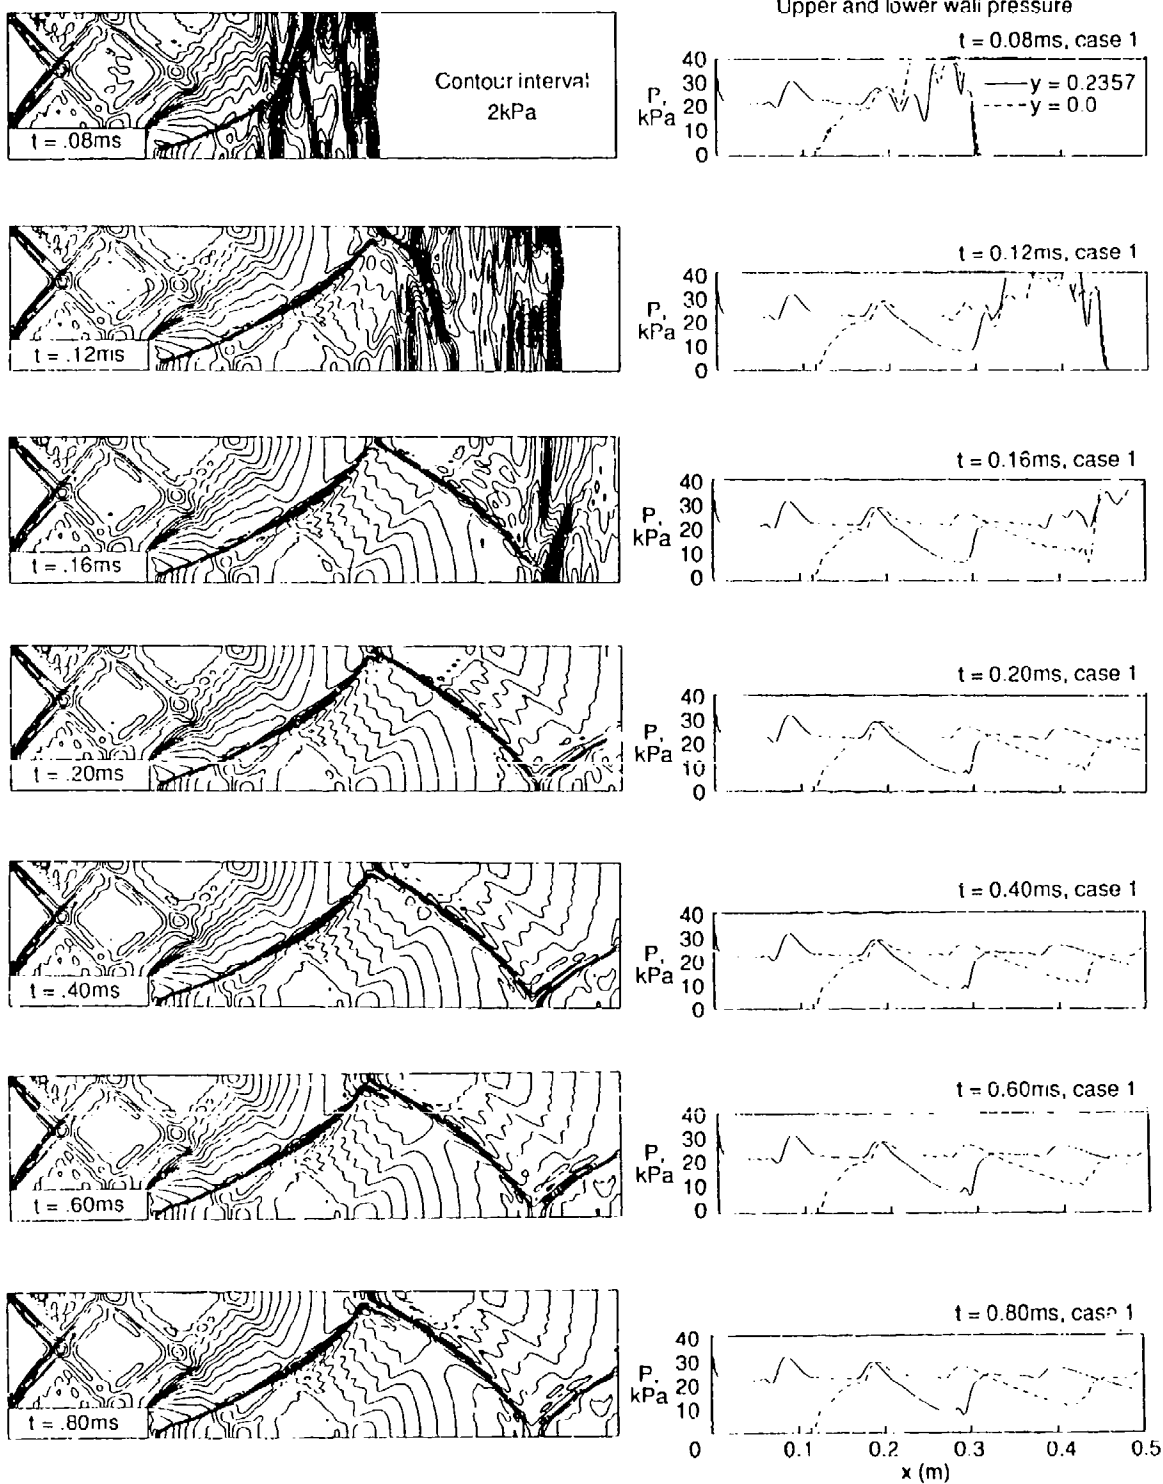 Upper and lower wall pressure
Contour interval
2kPa
t = .08ms
t = 0.08ms, case 1
40
P,
kPa
30
20
10
0
y = 0.2357
y = 0.0
t = .12ms
t = 0.12ms, case 1
40
P,
kPa
30
20
10
0
t = .16ms
t = 0.16ms, case 1
40
P,
kPa
30
20
10
0
t = .20ms
t = 0.20ms, case 1
40
P,
kPa
30
20
10
0
t = .40ms
t = 0.40ms, case 1
40
P,
kPa
30
20
10
0
t = .60ms
t = 0.60ms, case 1
40
P,
kPa
30
20
10
0
t = .80ms
t = 0.80ms, case 1
40
P,
kPa
30
20
10
0 0.1 0.2 0.3 0.4 0.5
x (m)